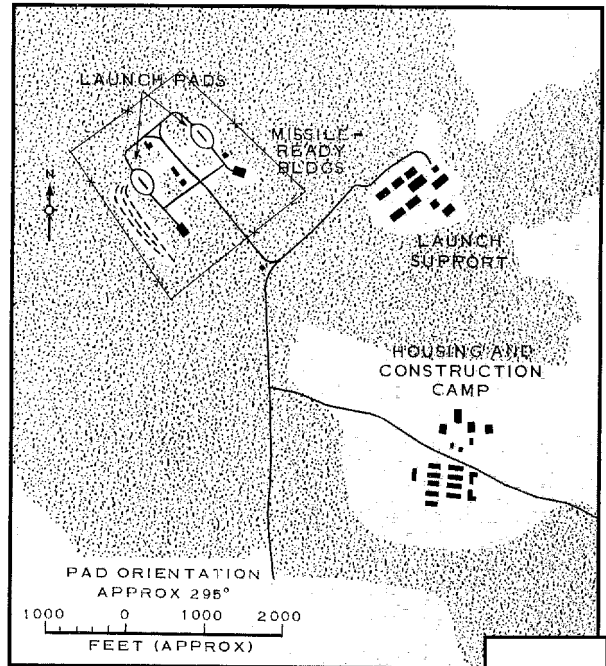 LAUNCH PADS
MISSILE-
READY
BLDGS
N
LAUNCH
SUPPORT
HOUSING AND
CONSTRUCTION
CAMP
PAD ORIENTATION
APPROX 295°
1000 0 1000 2000
FEET (APPROX)